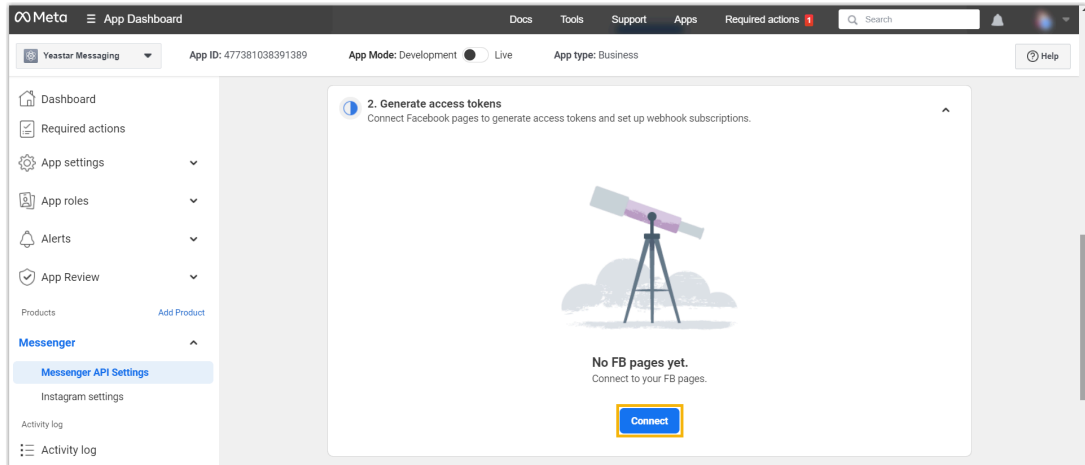 Meta ☰ App Dashboard Docs Tools Support Apps Required actions 1 Search
Yeastar Messaging App ID: 477381038391389 App Mode: Development Live App type: Business Help
Dashboard
Required actions
App settings
App roles
Alerts
App Review
Products Add Product
Messenger
Messenger API Settings
Instagram settings
Activity log
Activity log
2. Generate access tokens
Connect Facebook pages to generate access tokens and set up webhook subscriptions.
No FB pages yet.
Connect to your FB pages.
Connect